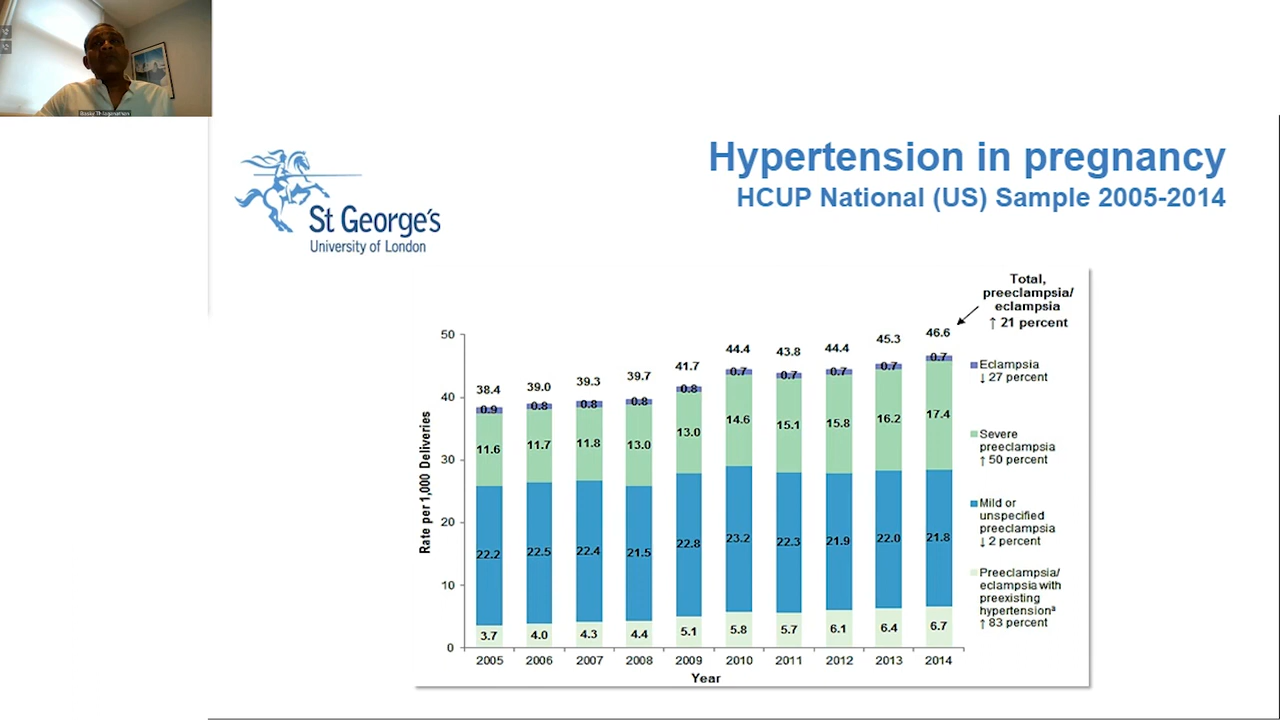 Hypertension in pregnancy
HCUP National (US) Sample 2005-2014
St George's
University of London
Total,
preeclampsia/
eclampsia
↑ 21 percent
Rate per 1,000 Deliveries
50
40
30
20
10
0
38.4
39.0
39.3
39.7
41.7
44.4
43.8
44.4
45.3
46.6
0.9
0.8
0.8
0.8
0.8
0.7
0.7
0.7
0.7
0.7
11.6
11.7
11.8
13.0
13.0
14.6
15.1
15.8
16.2
17.4
22.2
22.5
22.4
21.5
22.8
23.2
22.3
21.9
22.0
21.8
3.7
4.0
4.3
4.4
5.1
5.8
5.7
6.1
6.4
6.7
2005
2006
2007
2008
2009
2010
2011
2012
2013
2014
Year
Eclampsia
↓ 27 percent
Severe
preeclampsia
↑ 50 percent
Mild or
unspecified
preeclampsia
↓ 2 percent
Preeclampsia/
eclampsia with
preexisting
hypertensionª
↑ 83 percent